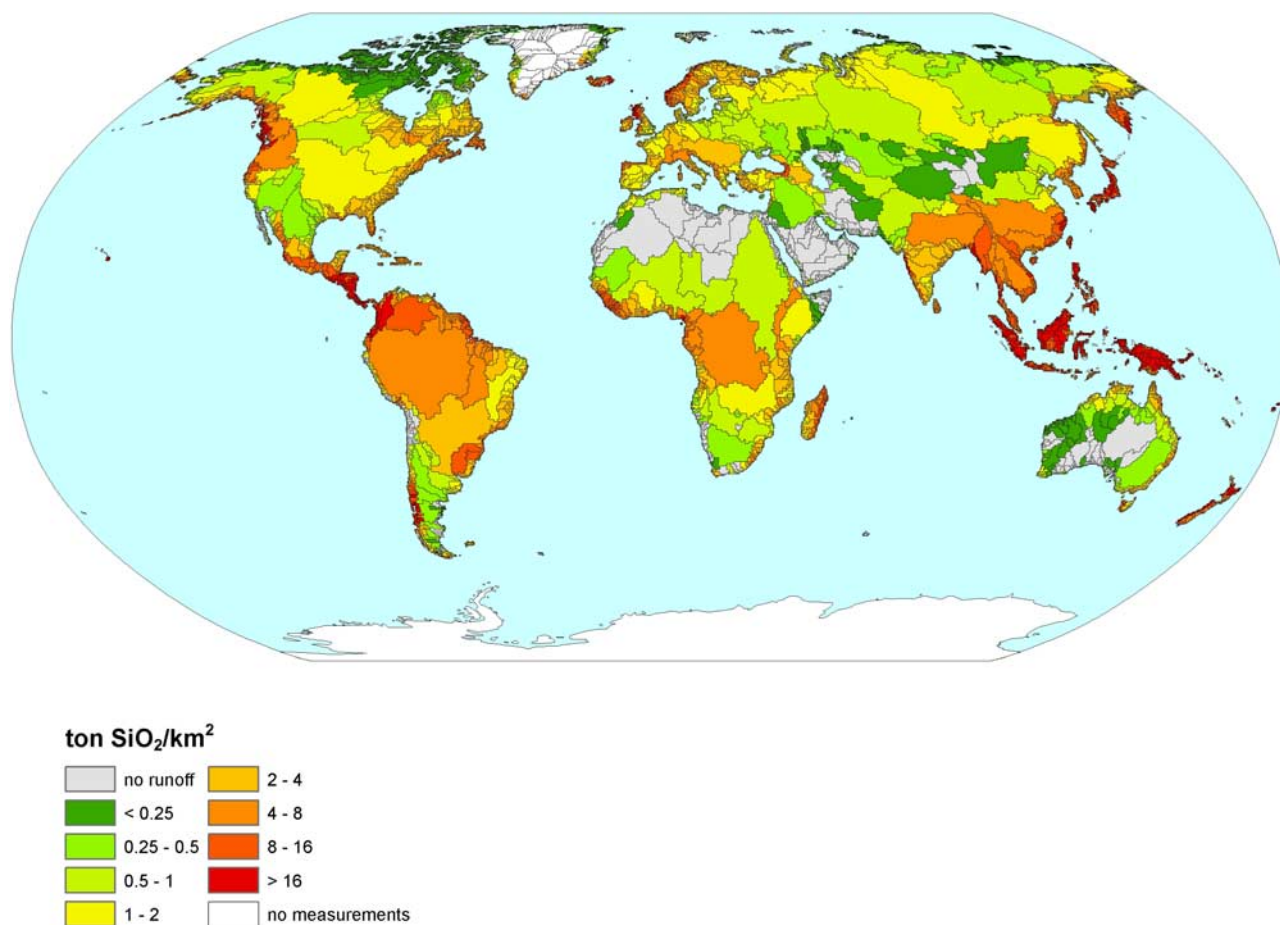 ton SiO₂/km²
no runoff
< 0.25
0.25 - 0.5
0.5 - 1
1 - 2
2 - 4
4 - 8
8 - 16
> 16
no measurements